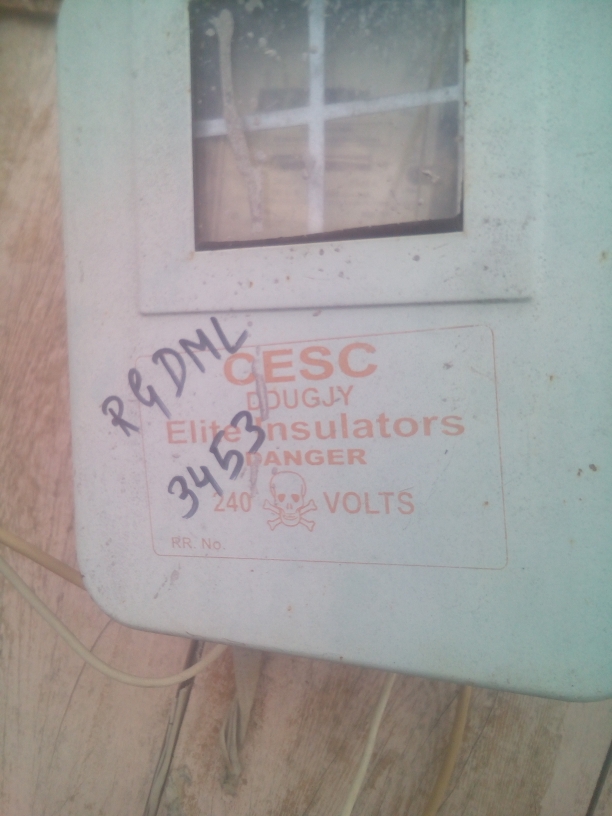 RGDML
3453
CESC
DDUGJY
Elite Insulators
DANGER
240 VOLTS
RR. No.